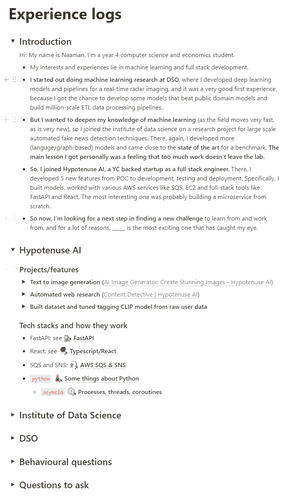 Experience logs
Introduction
Hi! My name is Naaman, I'm a year 4 computer science and economics student.
My interests and experiences lie in machine learning and full stack development.
I started out doing machine learning research at DSO, where I developed deep learning
models and pipelines for a real-time radar imaging, and it was a very good first experience,
because I got the chance to develop some models that beat public domain models and
build million-scale ETL data processing pipelines.
But I wanted to deepen my knowledge of machine learning (as the field moves very fast,
as is very new), so I joined the institute of data science on a research project for large scale
automated fake news detection techniques. There, again, I developed more
(languge/graph-based) models and came close to the state of the art for a benchmark. The
main lesson I got personally was a feeling that too much work doesn't leave the lab.
So, I joined Hypotenuse AI, a YC backed startup as a full stack engineer. There, I
developed 5 new features from POC to development, testing and deployment. Specifically, I
built models, worked with various AWS services like SQS, EC2 and full-stack tools like
FastAPI and React. The most interesting one was probably building a microservice from
scratch.
So now, I'm looking for a next step in finding a new challenge to learn from and work
from, and for a lot of reasons, _____ is the most exciting one that has caught my eye.
Hypotenuse AI
Projects/features
Text to image generation (AI Image Generator: Create Stunning Images - Hypotenuse AI)
Automated web research (Content Detective | Hypotenuse AI)
Built dataset and tuned tagging CLIP model from raw user data
Tech stacks and how they work
FastAPI: see FastAPI
React: see Typescript/React
SQS and SNS: AWS SQS & SNS
python Some things about Python
asyncio Processes, threads, coroutines
Institute of Data Science
DSO
Behavioural questions
Questions to ask